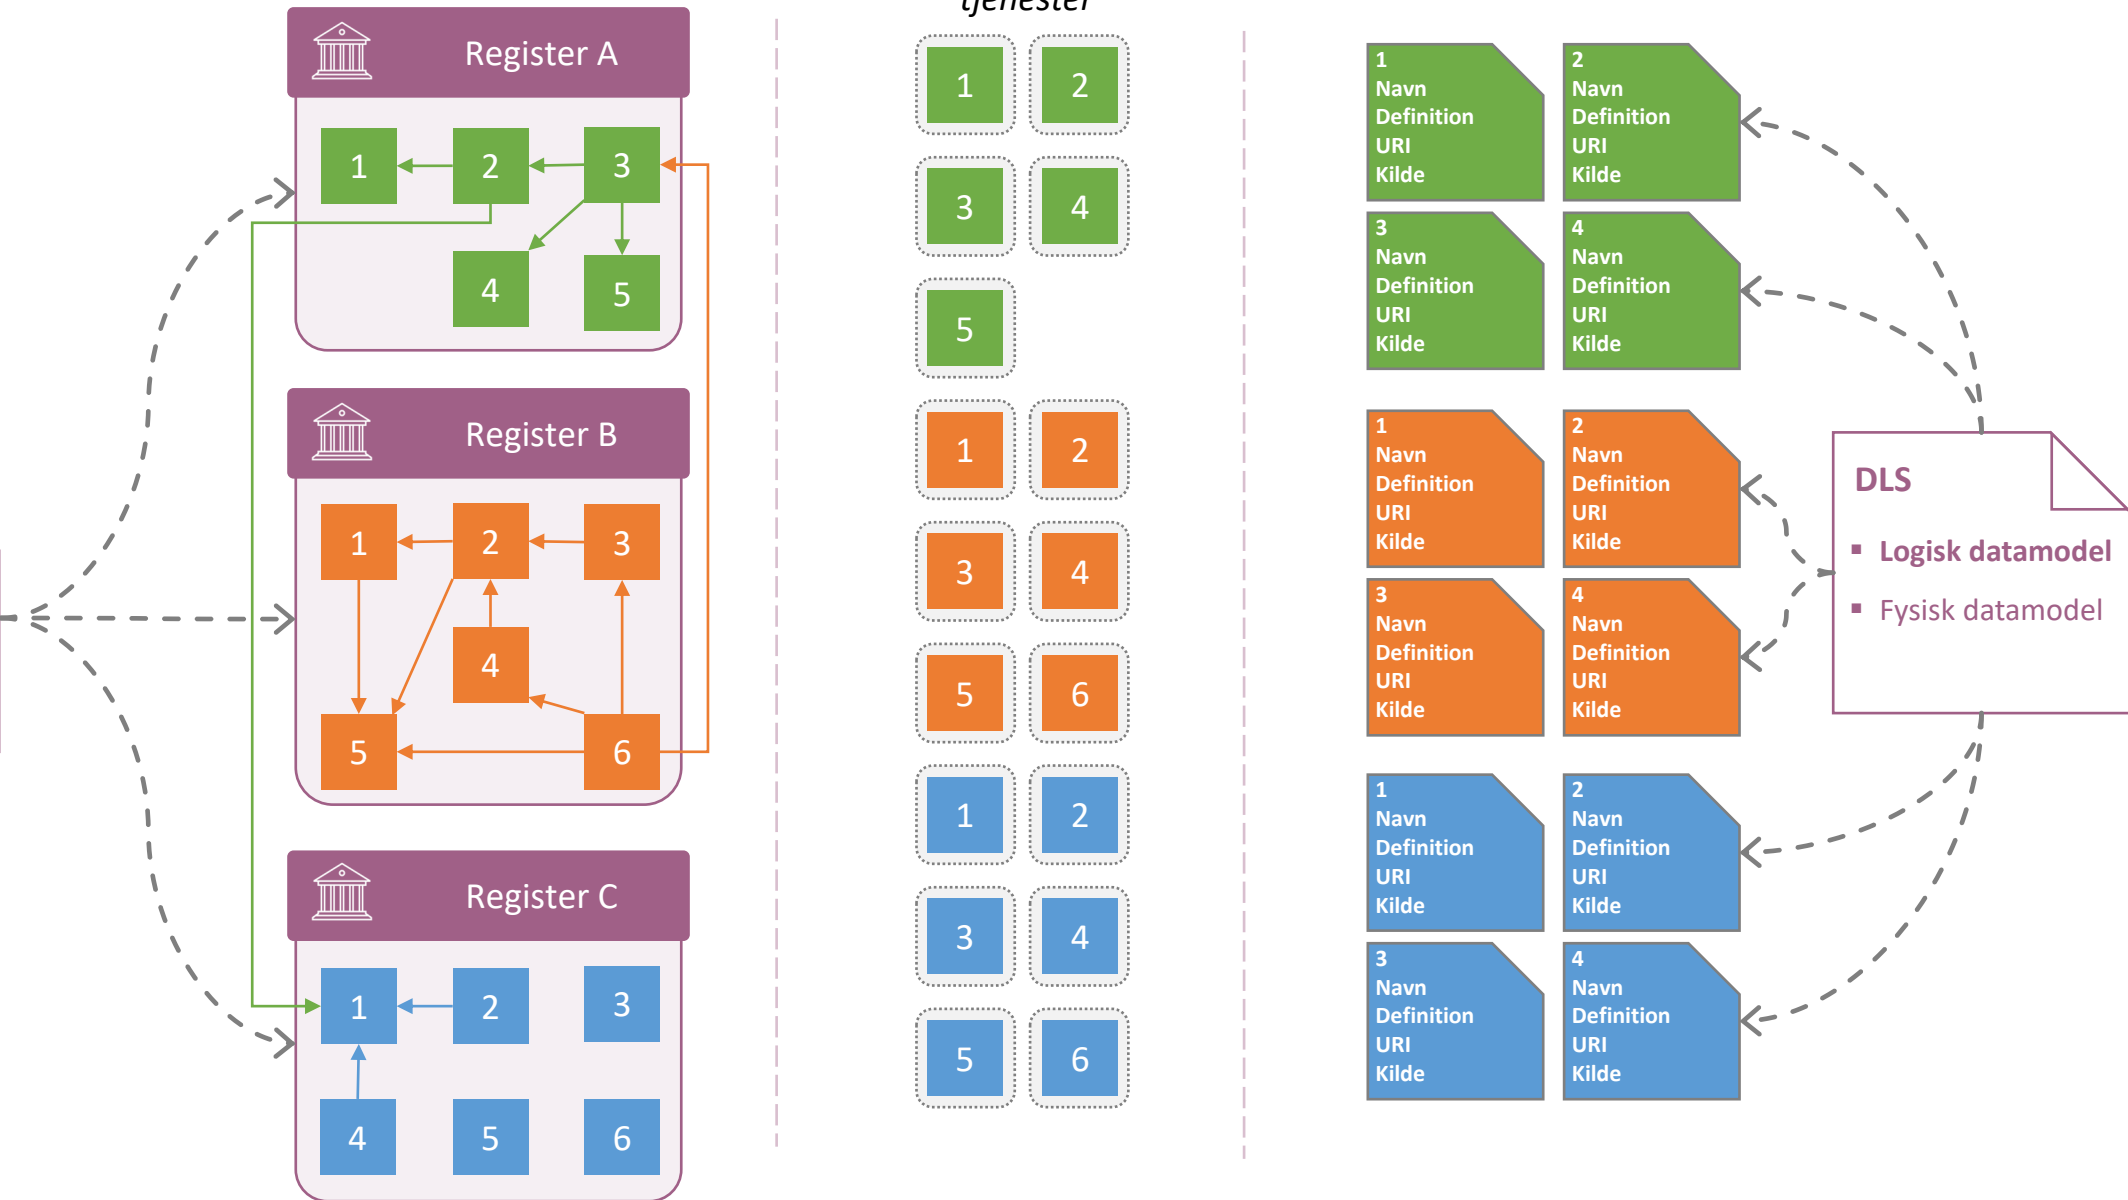 Register A
1
2
3
4
5
Register B
1
2
3
4
5
6
Register C
1
2
3
4
5
6
tjenester
1
2
3
4
5
1
2
3
4
5
6
1
2
3
4
5
6
1
Navn
Definition
URI
Kilde
2
Navn
Definition
URI
Kilde
3
Navn
Definition
URI
Kilde
4
Navn
Definition
URI
Kilde
1
Navn
Definition
URI
Kilde
2
Navn
Definition
URI
Kilde
3
Navn
Definition
URI
Kilde
4
Navn
Definition
URI
Kilde
1
Navn
Definition
URI
Kilde
2
Navn
Definition
URI
Kilde
3
Navn
Definition
URI
Kilde
4
Navn
Definition
URI
Kilde
DLS
▪ Logisk datamodel
▪ Fysisk datamodel